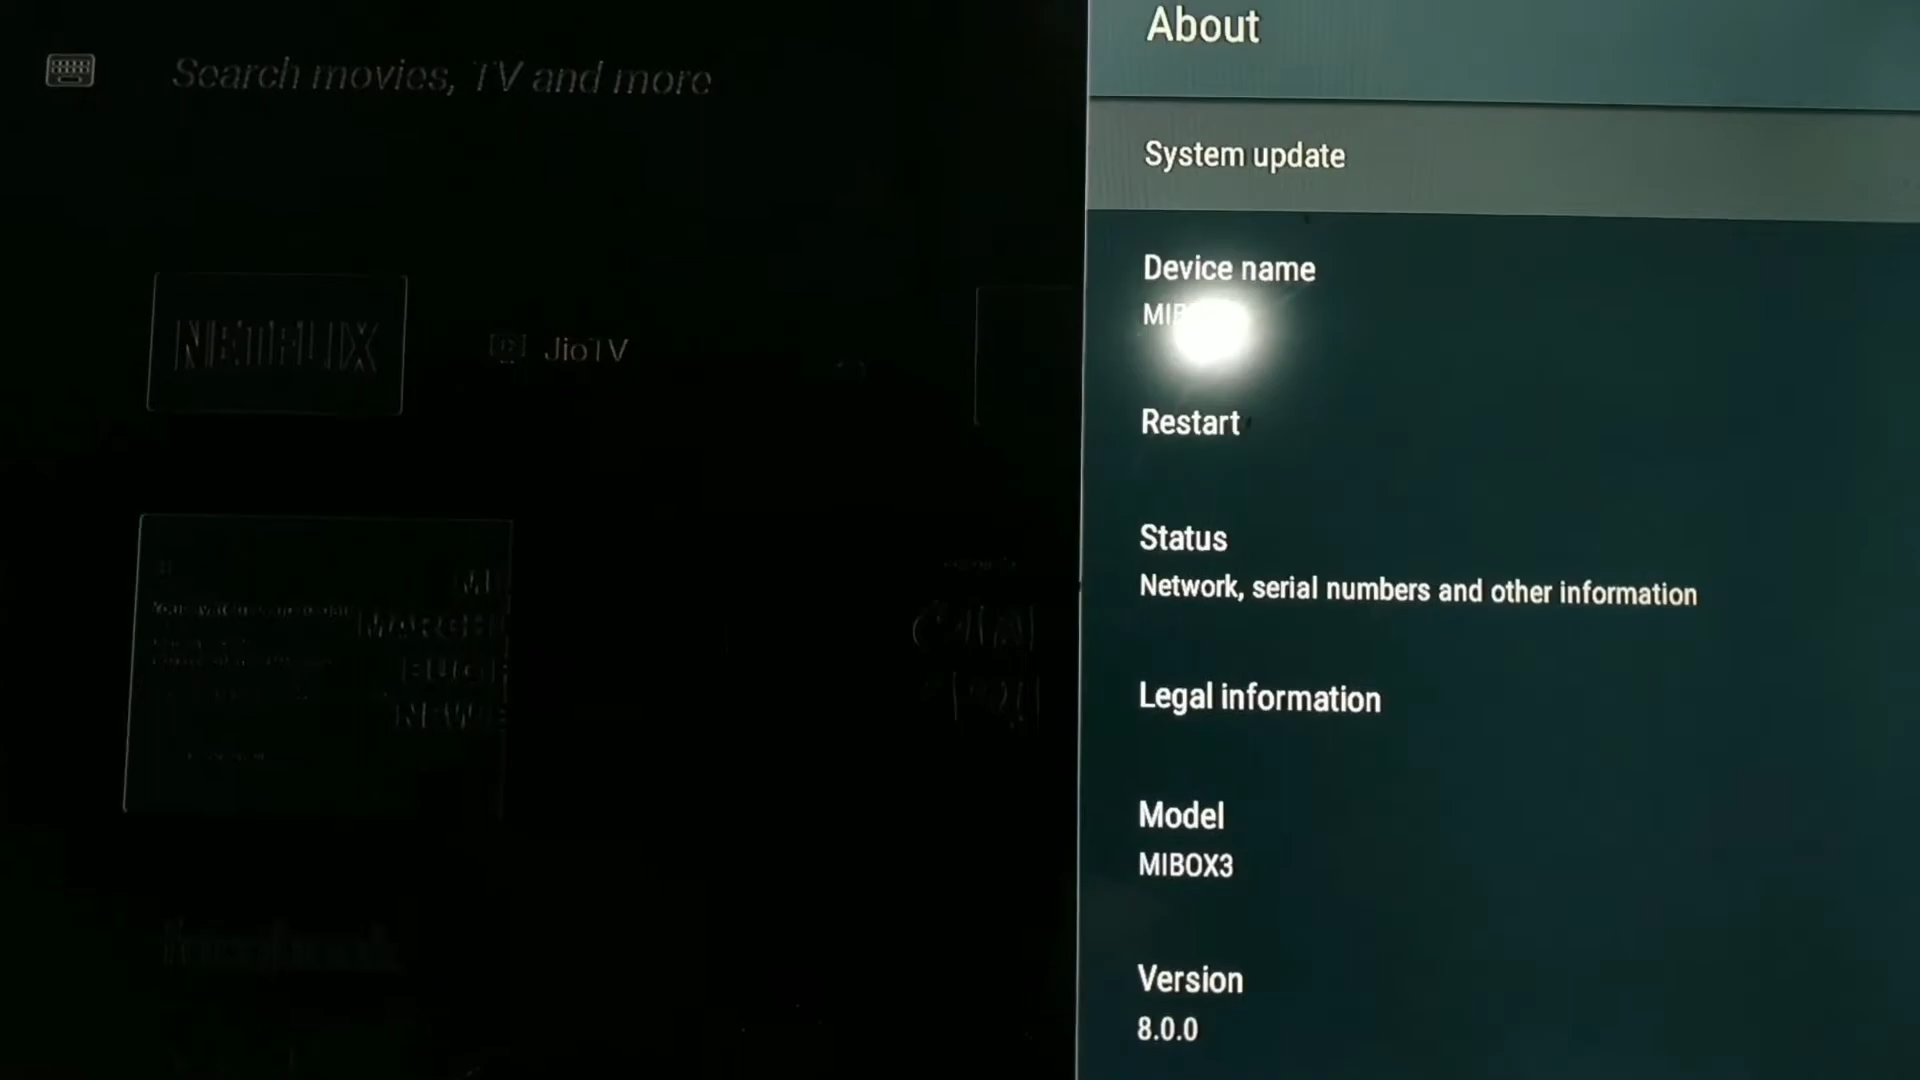 Search movies, TV and more
NETFLIX
JioTV
About
System update
Device name
Restart
Status
Network, serial numbers and other information
Legal information
Model
MIBOX3
Version
8.0.0